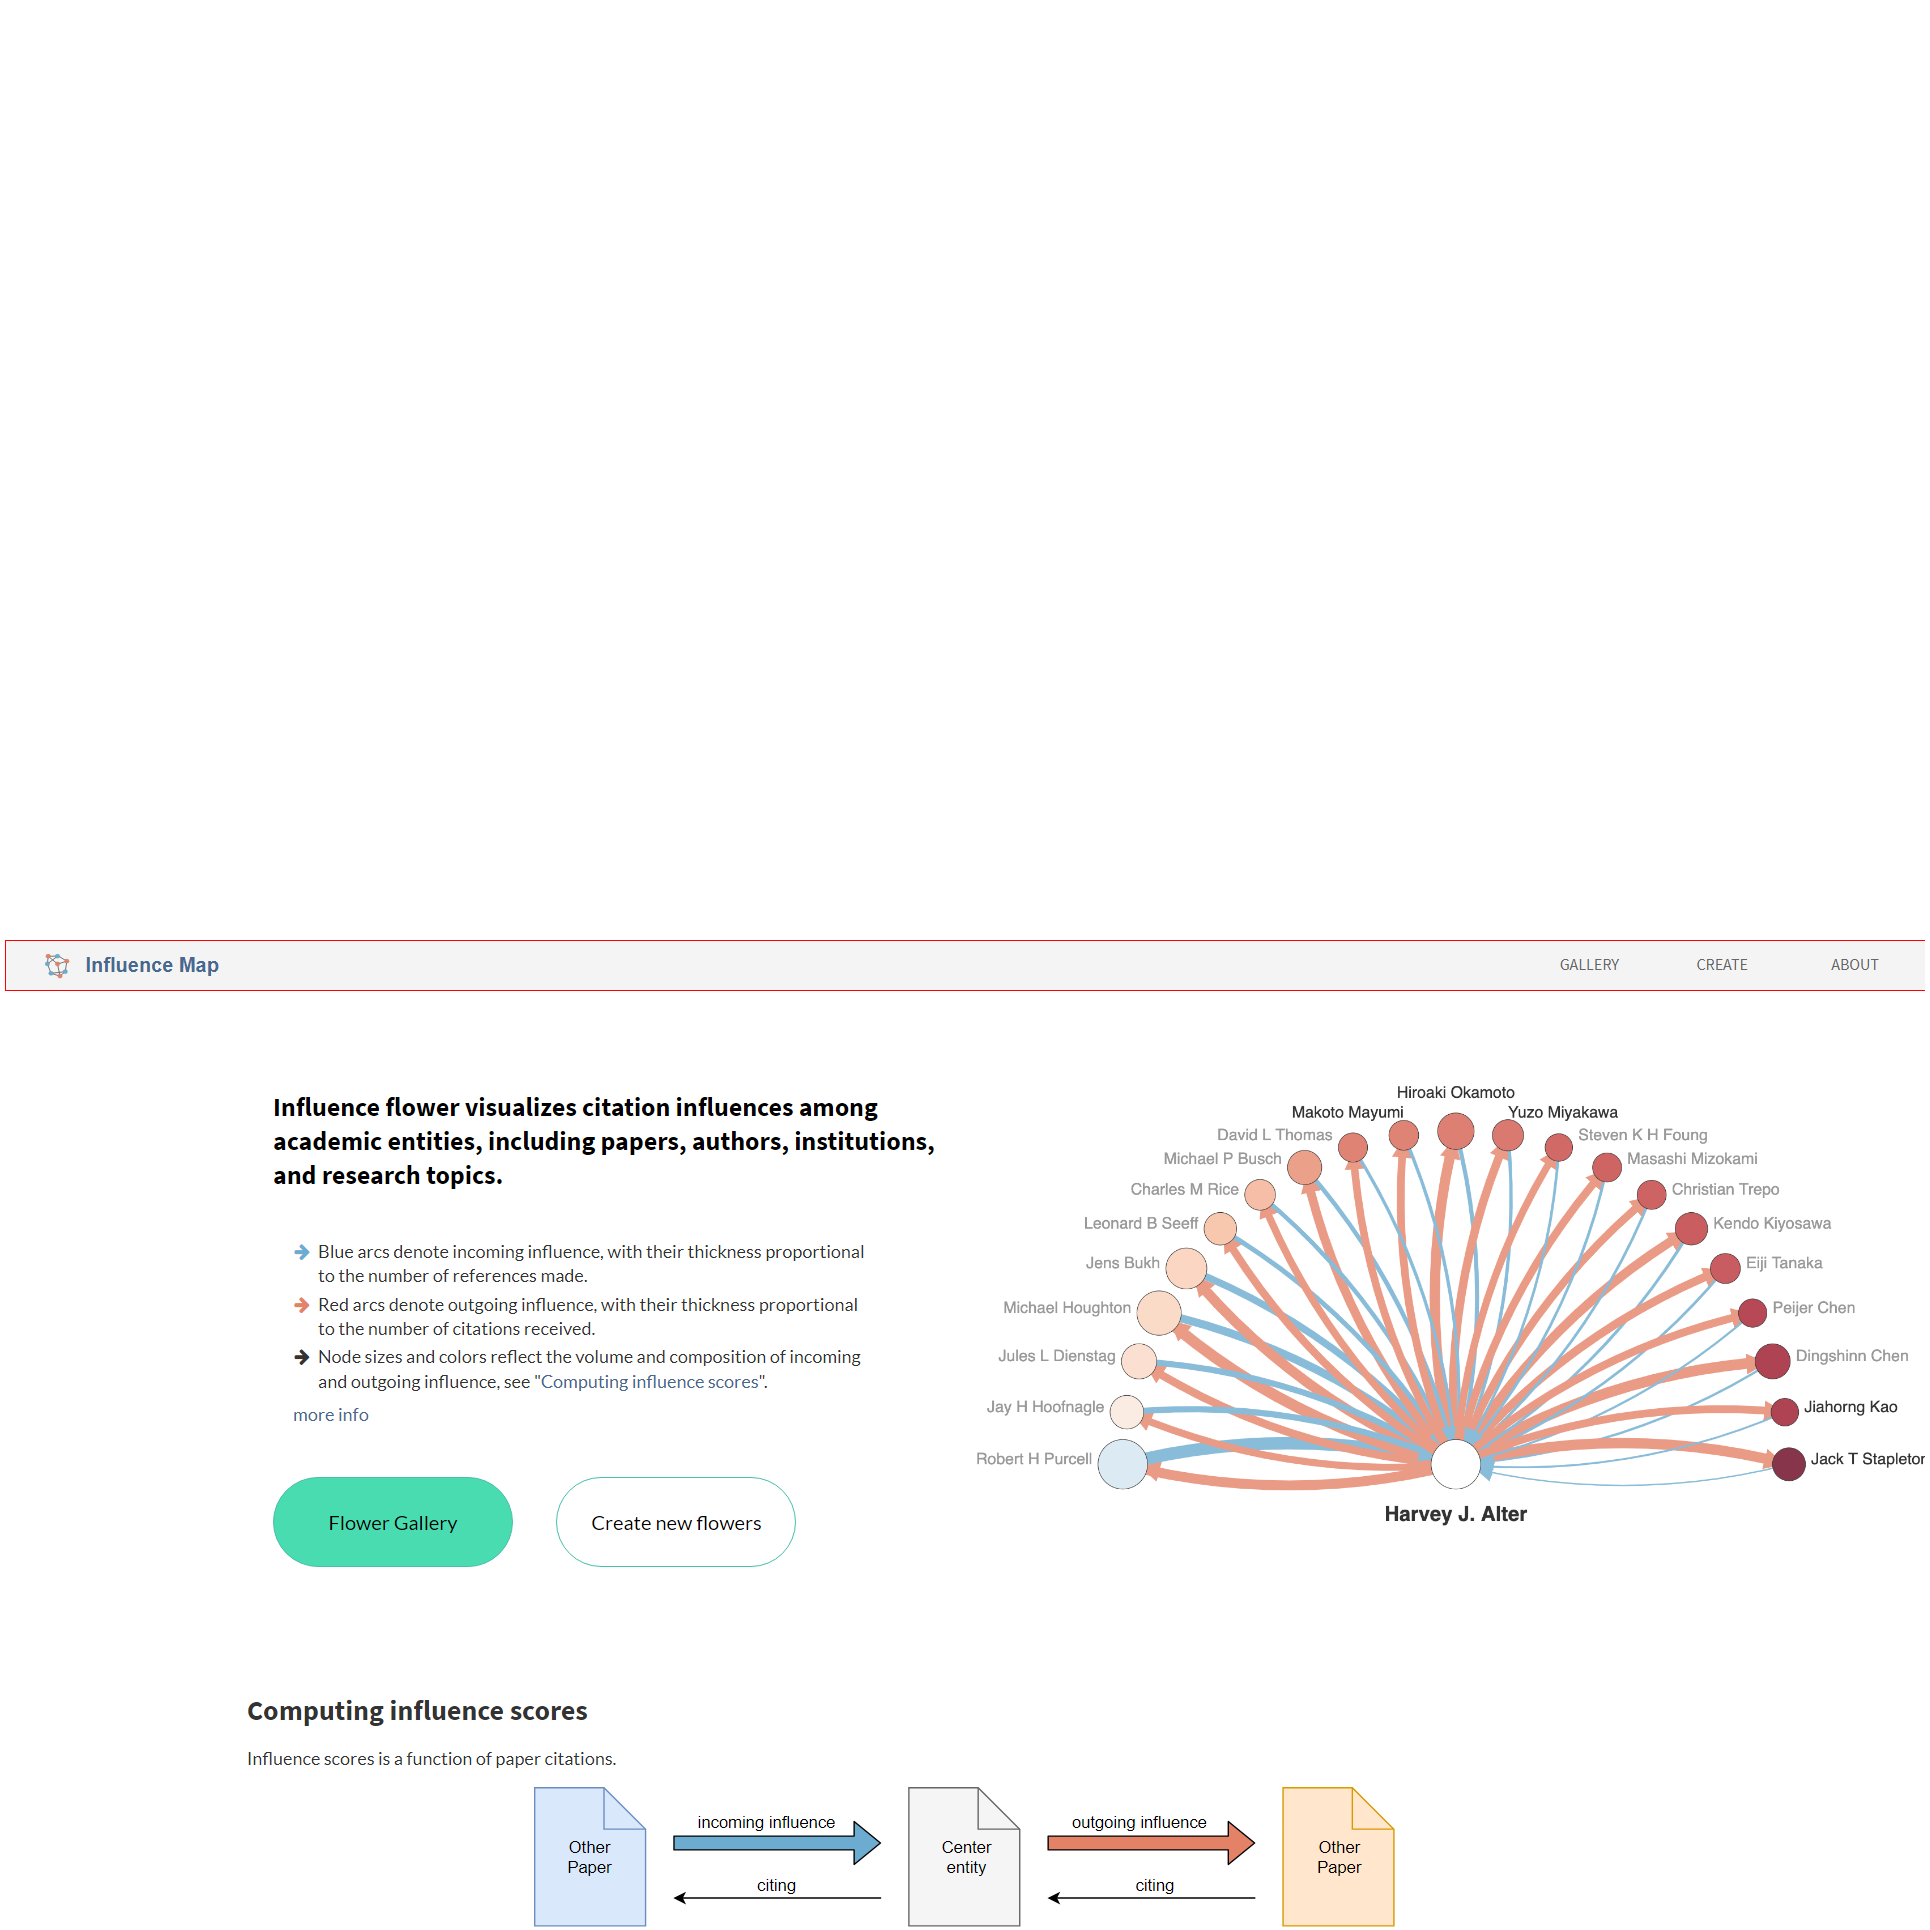 Influence Map
GALLERY
CREATE
ABOUT
Influence flower visualizes citation influences among
academic entities, including papers, authors, institutions,
and research topics.
Blue arcs denote incoming influence, with their thickness proportional
to the number of references made.
Red arcs denote outgoing influence, with their thickness proportional
to the number of citations received.
Node sizes and colors reflect the volume and composition of incoming
and outgoing influence, see "Computing influence scores".
more info
Flower Gallery
Create new flowers
Hiroaki Okamoto
Makoto Mayumi
Yuzo Miyakawa
David L Thomas
Steven K H Foung
Michael P Busch
Masashi Mizokami
Charles M Rice
Christian Trepo
Leonard B Seeff
Kendo Kiyosawa
Jens Bukh
Eiji Tanaka
Michael Houghton
Peijer Chen
Jules L Dienstag
Dingshinn Chen
Jay H Hoofnagle
Jiahorng Kao
Robert H Purcell
Jack T Stapleton
Harvey J. Alter
Computing influence scores
Influence scores is a function of paper citations.
Other
Paper
incoming influence
citing
Center
entity
outgoing influence
citing
Other
Paper